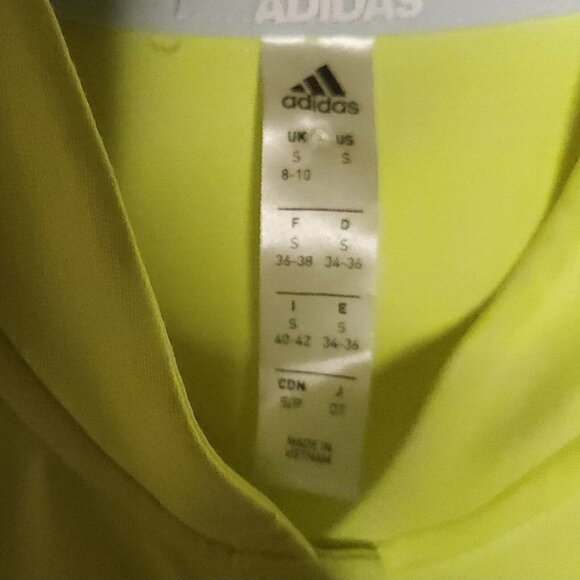 ADIDAS
adidas
UK US
S S
8-10
F D
S S
36-38 34-36
I E
S S
40-42 34-36
CDN J
S/P OT
MADE IN
VIETNAM